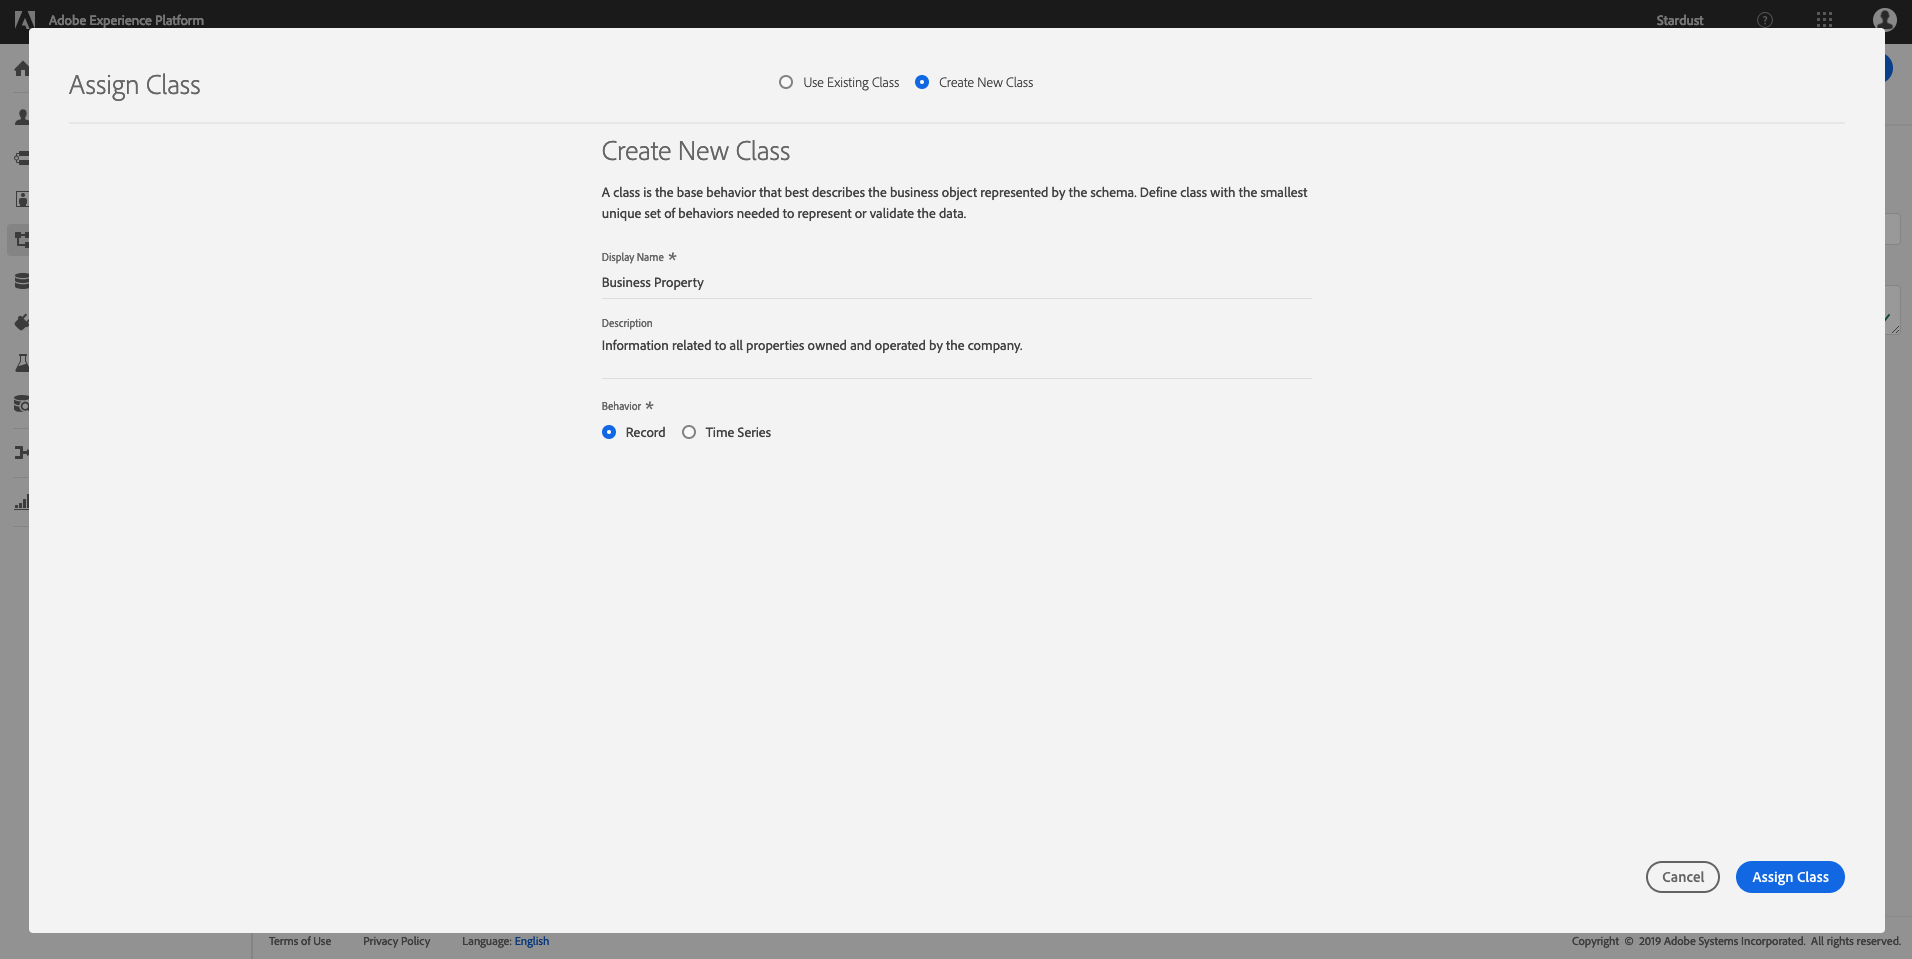 Adobe Experience Platform
Stardust
Assign Class
Use Existing Class
Create New Class
Create New Class
A class is the base behavior that best describes the business object represented by the schema. Define class with the smallest
unique set of behaviors needed to represent or validate the data.
Display Name *
Business Property
Description
Information related to all properties owned and operated by the company.
Behavior *
Record
Time Series
Cancel
Assign Class
Terms of Use
Privacy Policy
Language: English
Copyright © 2019 Adobe Systems Incorporated. All rights reserved.